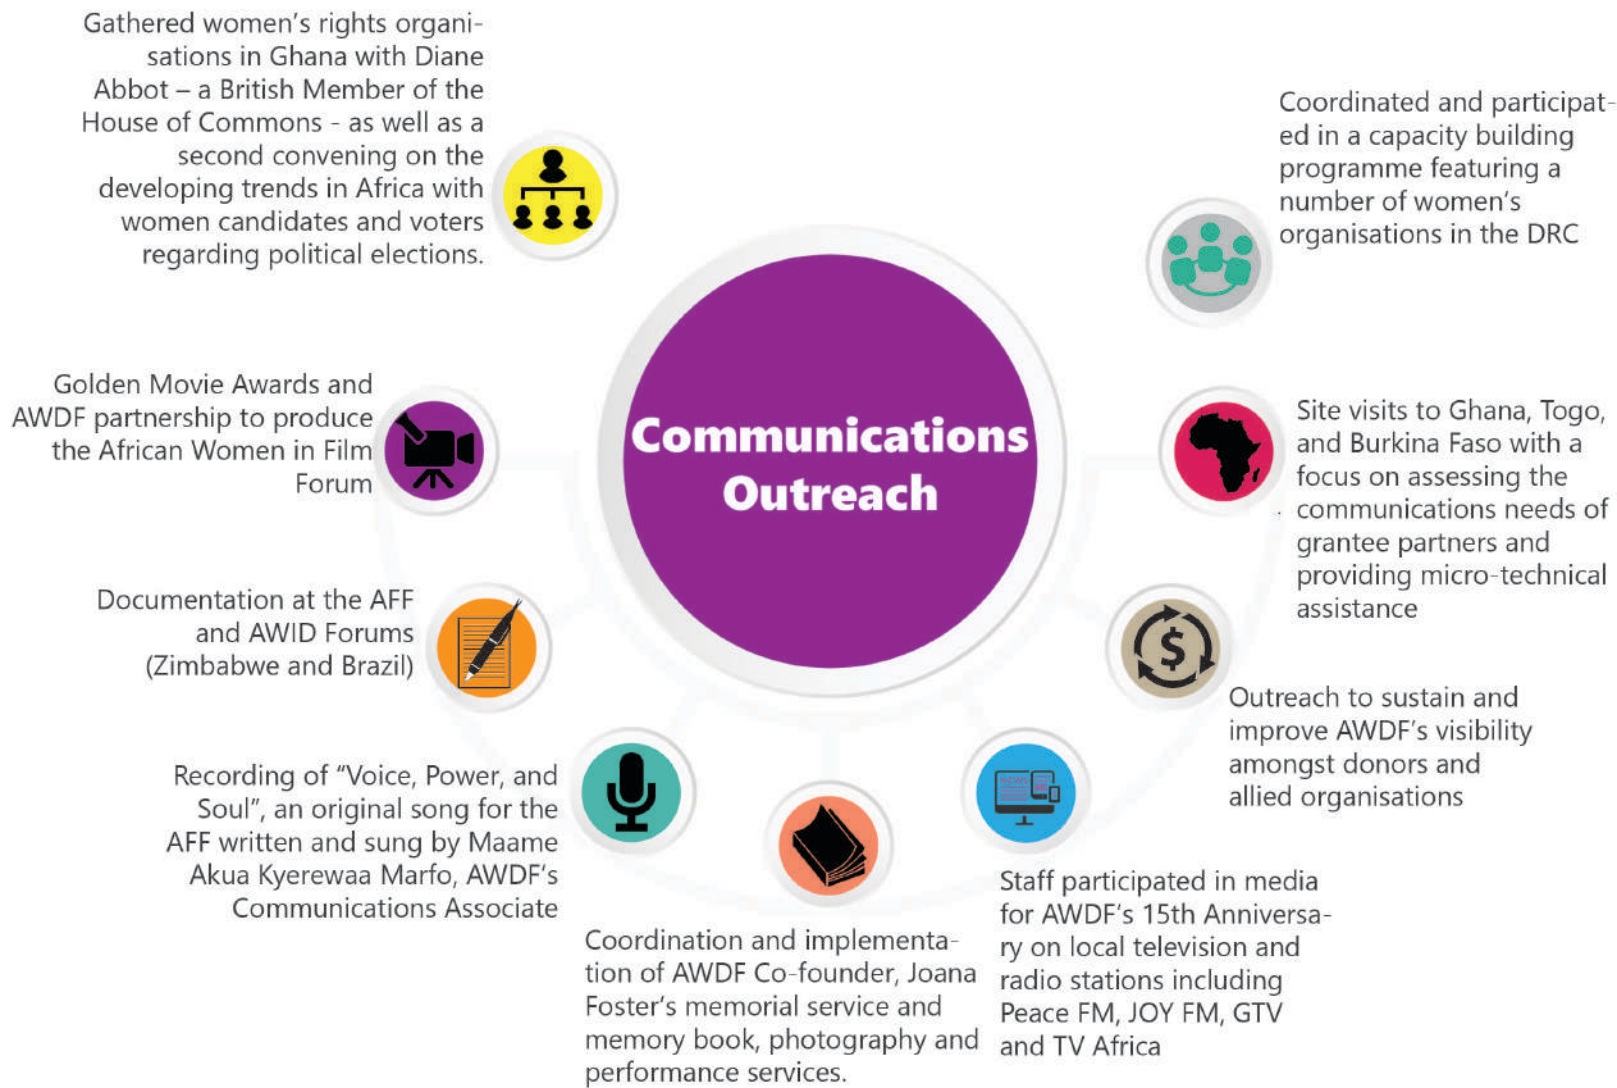 Gathered women's rights organi-
sations in Ghana with Diane
Abbot – a British Member of the
House of Commons - as well as a
second convening on the
developing trends in Africa with
women candidates and voters
regarding political elections.
Golden Movie Awards and
AWDF partnership to produce
the African Women in Film
Forum
Documentation at the AFF
and AWID Forums
(Zimbabwe and Brazil)
Recording of “Voice, Power, and
Soul”, an original song for the
AFF written and sung by Maame
Akua Kyerewaa Marfo, AWDF's
Communications Associate
Communications
Outreach
Coordination and implementa-
tion of AWDF Co-founder, Joana
Foster's memorial service and
memory book, photography and
performance services.
NEWS
Staff participated in media
for AWDF's 15th Anniversa-
ry on local television and
radio stations including
Peace FM, JOY FM, GTV
and TV Africa
$
Outreach to sustain and
improve AWDF's visibility
amongst donors and
allied organisations
Site visits to Ghana, Togo,
and Burkina Faso with a
focus on assessing the
communications needs of
grantee partners and
providing micro-technical
assistance
Coordinated and participat-
ed in a capacity building
programme featuring a
number of women's
organisations in the DRC